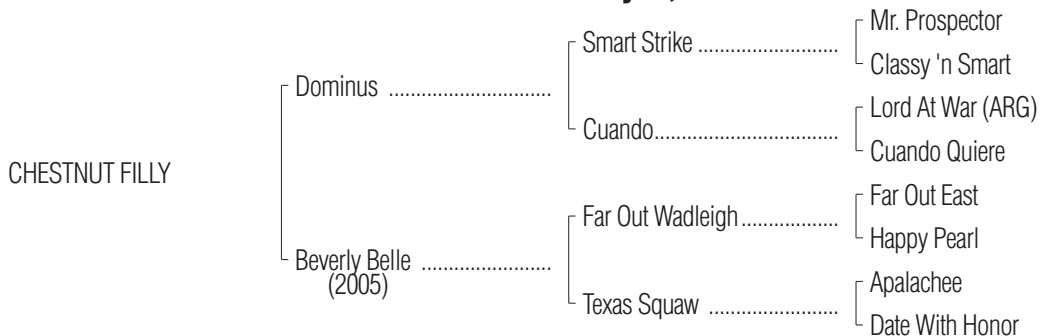 Mr. Prospector
Smart Strike ............................
Classy 'n Smart
Dominus ................................
Lord At War (ARG)
Cuando.....................................
Cuando Quiere
CHESTNUT FILLY
Far Out East
Far Out Wadleigh...................
Happy Pearl
Beverly Belle .........................
(2005)
Apalachee
Texas Squaw .........................
Date With Honor